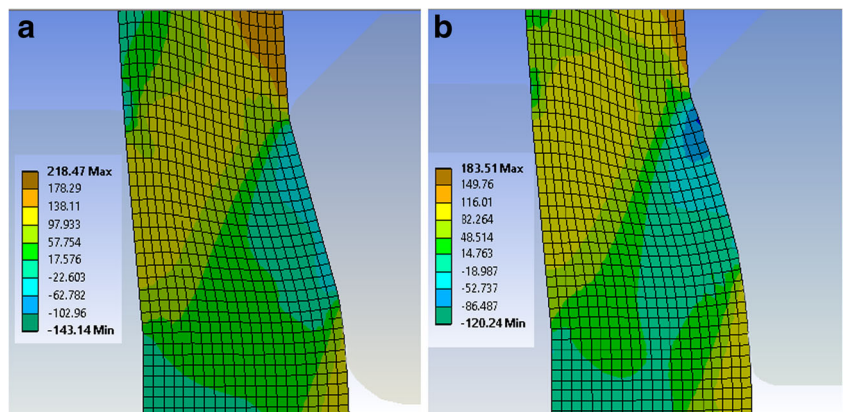 a
218.47 Max
178.29
138.11
97.933
57.754
17.576
-22.603
-62.782
-102.96
-143.14 Min
b
183.51 Max
149.76
116.01
82.264
48.514
14.763
-18.987
-52.737
-86.487
-120.24 Min